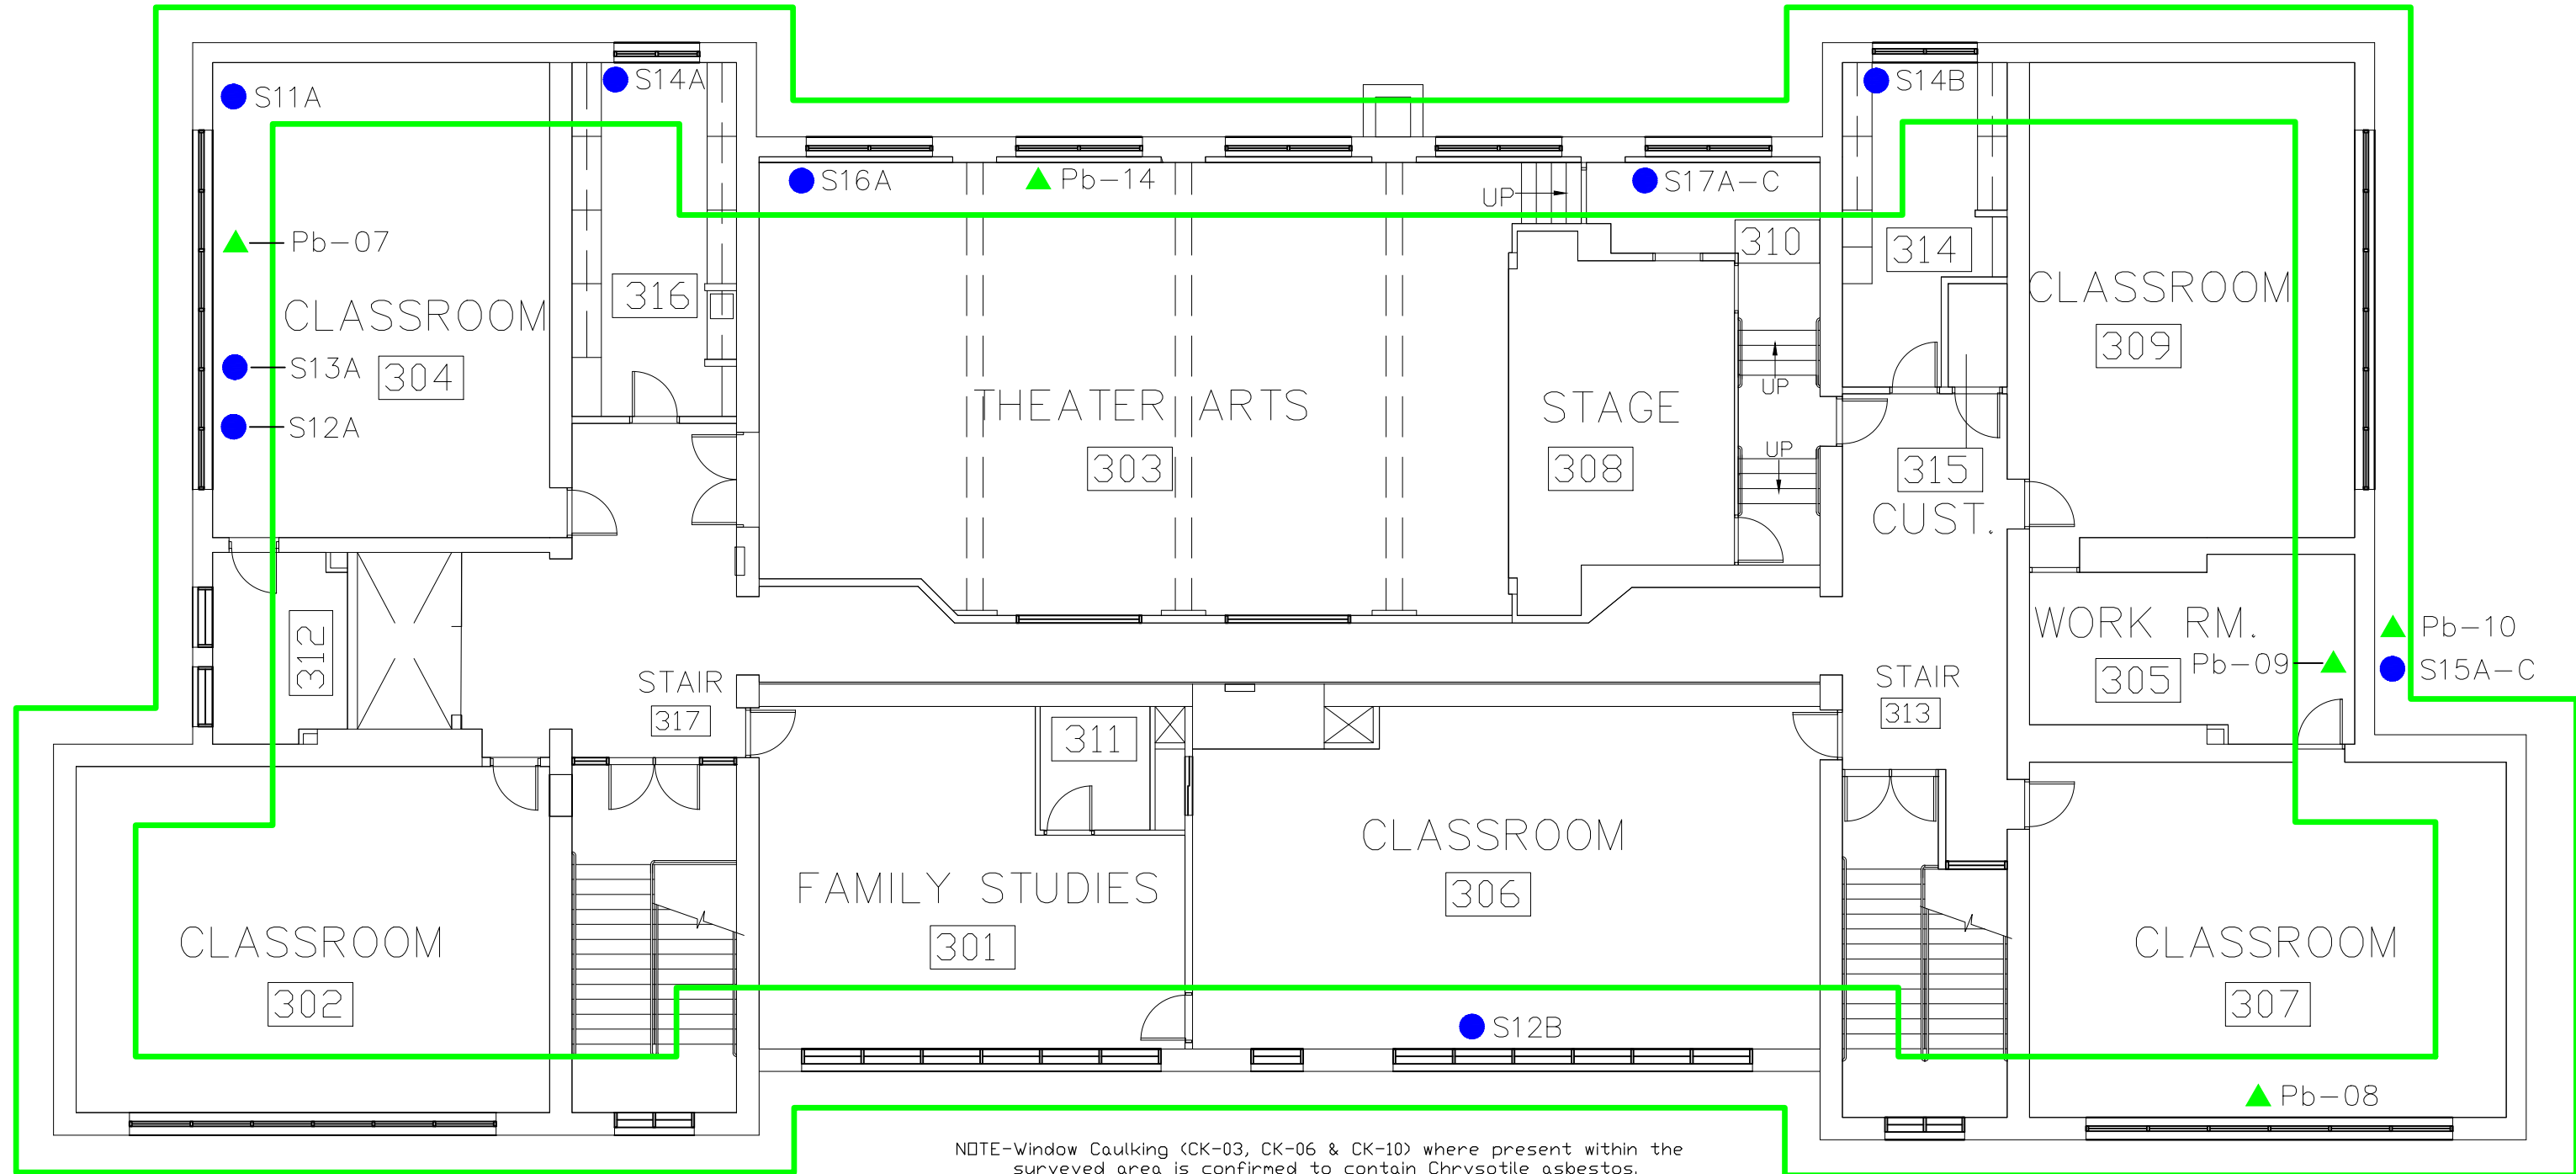 S11A
S14A
S14B
S16A
Pb-14
UP
S17A-C
Pb-07
310
314
CLASSROOM
316
CLASSROOM
309
S13A
304
UP
THEATER ARTS
STAGE
S12A
UP
303
308
315
CUST.
312
WORK RM.
Pb-10
Pb-09
305
S15A-C
STAIR
317
STAIR
313
311
CLASSROOM
306
FAMILY STUDIES
301
CLASSROOM
302
CLASSROOM
307
S12B
Pb-08
NOTE-Window Caulking (CK-03, CK-06 & CK-10) where present within the
surveyed area is confirmed to contain Chrysotile asbestos.